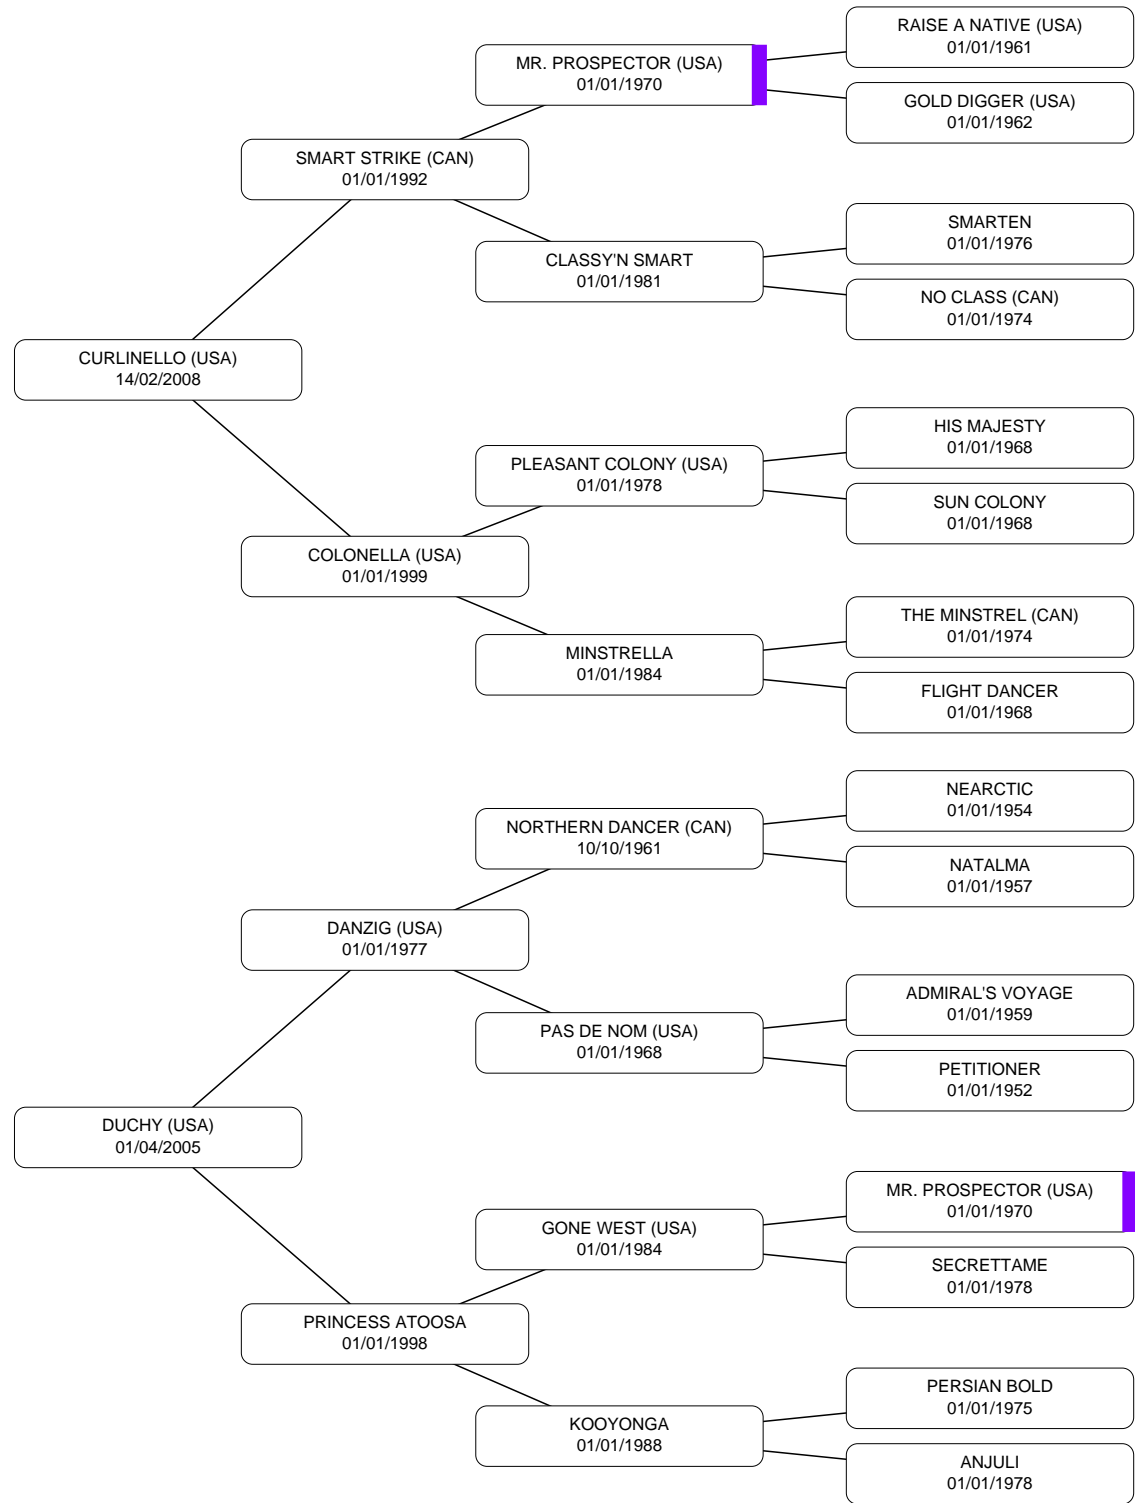 RAISE A NATIVE (USA)
01/01/1961
MR. PROSPECTOR (USA)
01/01/1970
GOLD DIGGER (USA)
01/01/1962
SMART STRIKE (CAN)
01/01/1992
SMARTEN
01/01/1976
CLASSY'N SMART
01/01/1981
NO CLASS (CAN)
01/01/1974
CURLINELLO (USA)
14/02/2008
HIS MAJESTY
01/01/1968
PLEASANT COLONY (USA)
01/01/1978
SUN COLONY
01/01/1968
COLONELLA (USA)
01/01/1999
THE MINSTREL (CAN)
01/01/1974
MINSTRELLA
01/01/1984
FLIGHT DANCER
01/01/1968
NEARCTIC
01/01/1954
NORTHERN DANCER (CAN)
10/10/1961
NATALMA
01/01/1957
DANZIG (USA)
01/01/1977
ADMIRAL'S VOYAGE
01/01/1959
PAS DE NOM (USA)
01/01/1968
PETITIONER
01/01/1952
DUCHY (USA)
01/04/2005
MR. PROSPECTOR (USA)
01/01/1970
GONE WEST (USA)
01/01/1984
SECRETTAME
01/01/1978
PRINCESS ATOOSA
01/01/1998
PERSIAN BOLD
01/01/1975
KOOYONGA
01/01/1988
ANJULI
01/01/1978